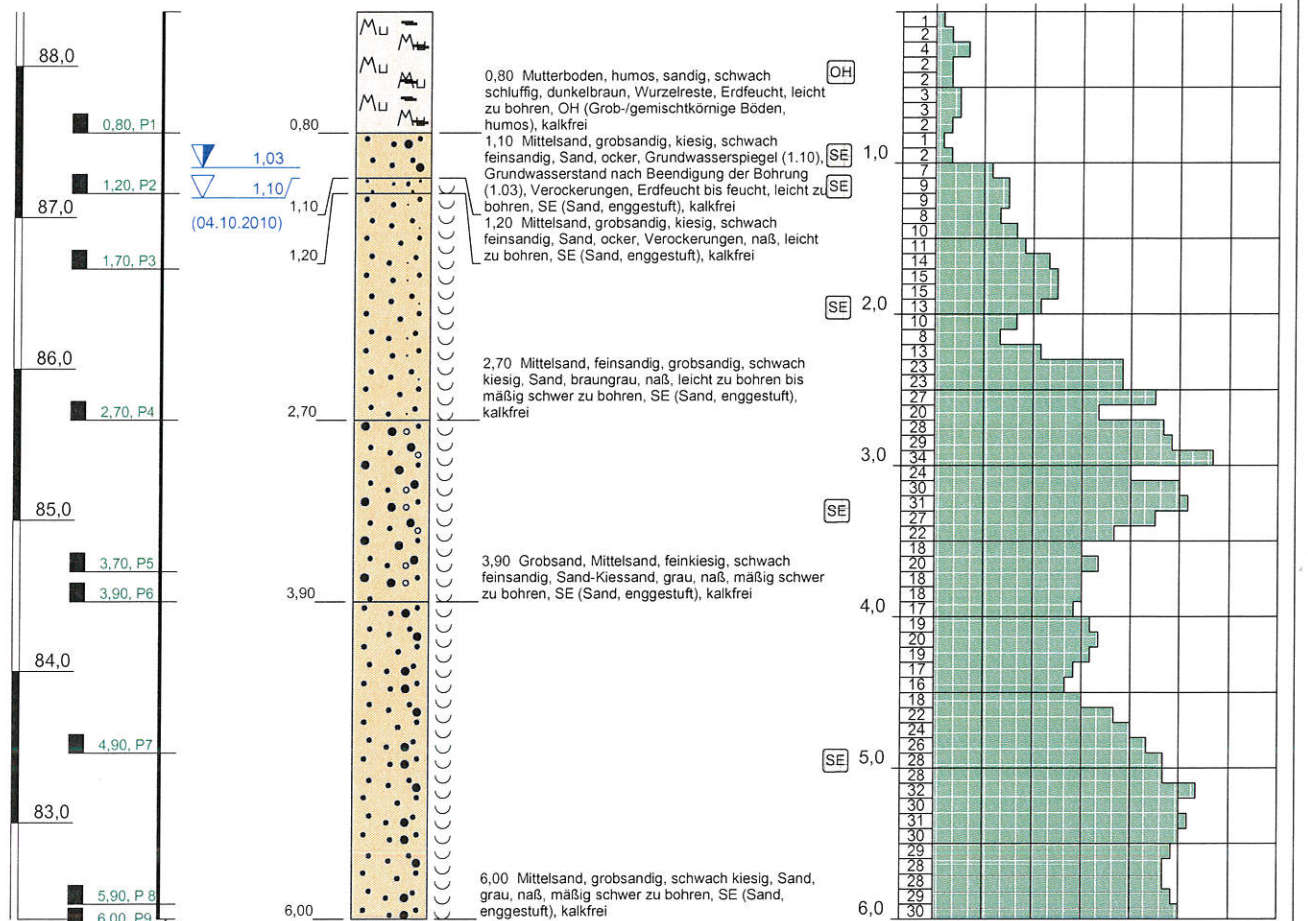 88,0
87,0
86,0
85,0
84,0
83,0
0,80, P1
1,20, P2
1,70, P3
2,70, P4
3,70, P5
3,90, P6
4,90, P7
5,90, P 8
6,00, P9
1,03
1,10
(04.10.2010)
0,80
1,10
1,20
2,70
3,90
6,00
Mu
Mu
Mu
0,80 Mutterboden, humos, sandig, schwach
schluffig, dunkelbraun, Wurzelreste, Erdfeucht, leicht
zu bohren, OH (Grob-/gemischtkörnige Böden,
humos), kalkfrei
1,10 Mittelsand, grobsandig, kiesig, schwach
feinsandig, Sand, ocker, Grundwasserspiegel (1.10),
Grundwasserstand nach Beendigung der Bohrung
(1.03), Verockerungen, Erdfeucht bis feucht, leicht zu
bohren, SE (Sand, enggestuft), kalkfrei
1,20 Mittelsand, grobsandig, kiesig, schwach
feinsandig, Sand, ocker, Verockerungen, naß, leicht
zu bohren, SE (Sand, enggestuft), kalkfrei
2,70 Mittelsand, feinsandig, grobsandig, schwach
kiesig, Sand, braungrau, naß, leicht zu bohren bis
mäßig schwer zu bohren, SE (Sand, enggestuft),
kalkfrei
3,90 Grobsand, Mittelsand, feinkiesig, schwach
feinsandig, Sand-Kiessand, grau, naß, mäßig schwer
zu bohren, SE (Sand, enggestuft), kalkfrei
6,00 Mittelsand, grobsandig, schwach kiesig, Sand,
grau, naß, mäßig schwer zu bohren, SE (Sand,
enggestuft), kalkfrei
OH
SE
SE
SE
SE
SE
1,0
2,0
3,0
4,0
5,0
6,0
1
2
4
2
2
3
3
2
1
2
7
9
9
8
10
11
14
15
15
13
10
8
13
23
23
27
20
28
29
34
24
30
31
27
22
18
20
18
18
17
19
20
19
17
16
18
22
24
26
28
28
32
30
31
30
29
28
28
29
30